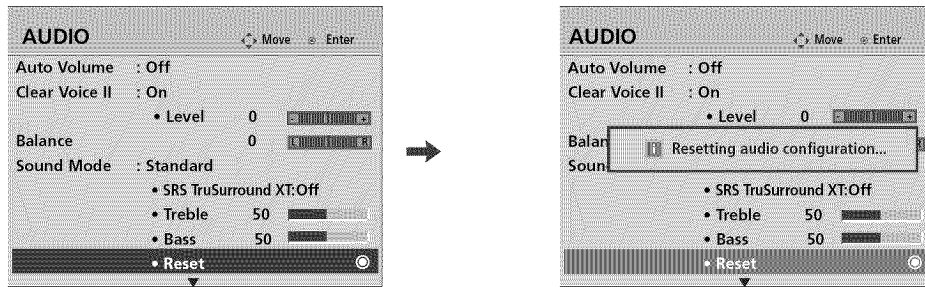 AUDIO
Move Enter
Auto Volume : Off
Clear Voice II : On
• Level 0 - +
Balance 0 L R
Sound Mode : Standard
• SRS TruSurround XT:Off
• Treble 50
• Bass 50
• Reset
AUDIO
Move Enter
Auto Volume : Off
Clear Voice II : On
• Level 0 - +
Balan R
Resetting audio configuration...
Soun
• SRS TruSurround XT:Off
• Treble 50
• Bass 50
• Reset